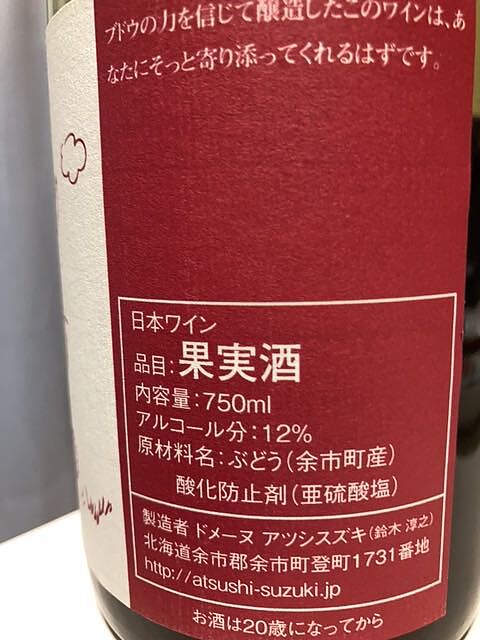 ブドウの力を信じて醸造したこのワインは、あ
なたにそっと寄り添ってくれるはずです。
日本ワイン
品目:果実酒
内容量:750ml
アルコール分:12%
原材料名:ぶどう(余市町産)
酸化防止剤(亜硫酸塩)
製造者 ドメーヌ アツシスズキ(鈴木 淳之)
北海道余市郡余市町登町1731番地
http://atsushi-suzuki.jp
お酒は20歳になってから